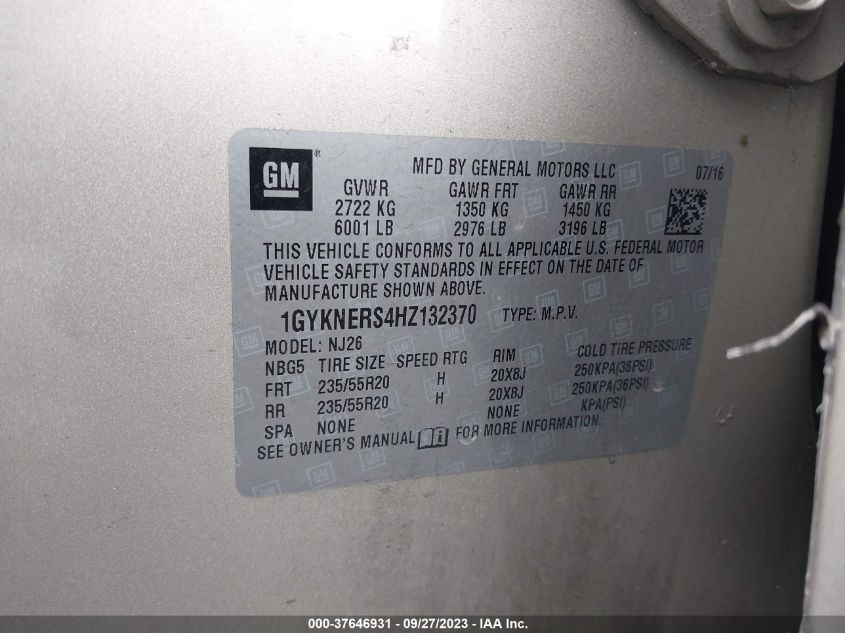 GM ® MFD BY GENERAL MOTORS LLC 07/16
GVWR GAWR FRT GAWR RR
2722 KG 1350 KG 1450 KG
6001 LB 2976 LB 3196 LB
THIS VEHICLE CONFORMS TO ALL APPLICABLE U.S. FEDERAL MOTOR
VEHICLE SAFETY STANDARDS IN EFFECT ON THE DATE OF
MANUFACTURE SHOWN ABOVE.
1GYKNERS4HZ132370 TYPE: M.P.V.
MODEL: NJ26
NBG5 TIRE SIZE SPEED RTG RIM COLD TIRE PRESSURE
FRT 235/55R20 H 20X8J 250KPA(36PSI)
RR 235/55R20 H 20X8J 250KPA(36PSI)
SPA NONE NONE KPA(PSI)
SEE OWNER'S MANUAL FOR MORE INFORMATION.
000-37646931 - 09/27/2023 - IAA Inc.